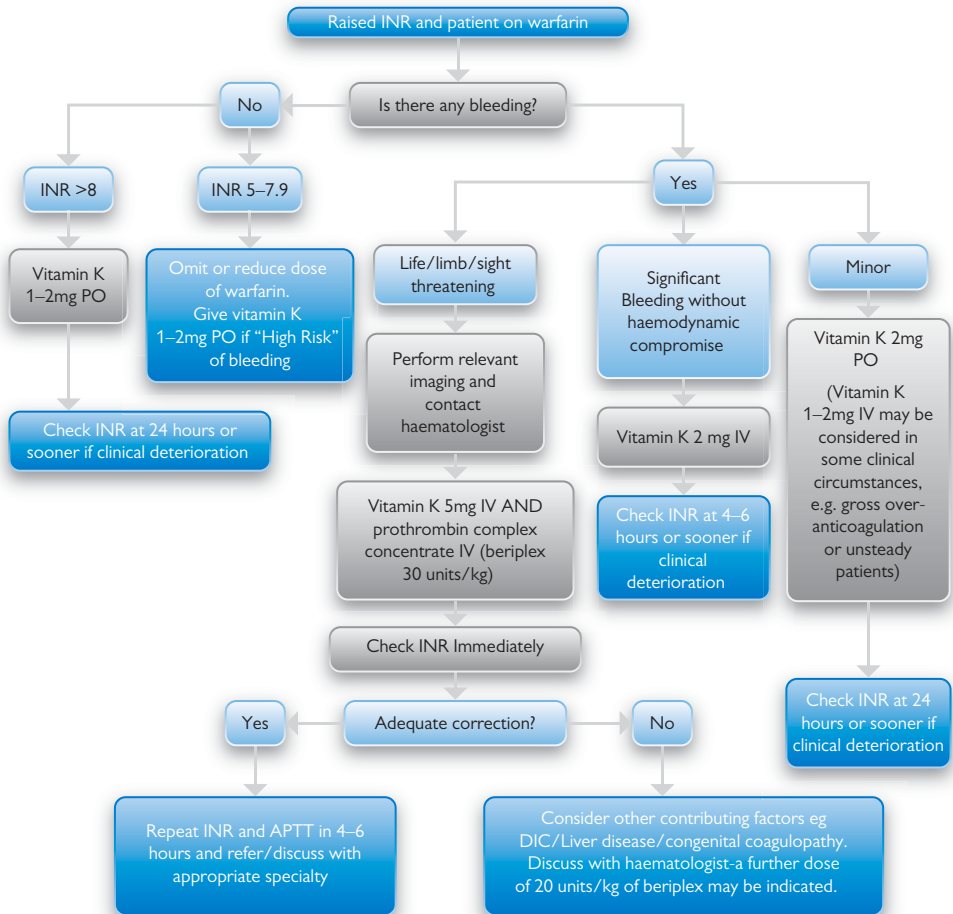 Raised INR and patient on warfarin
Is there any bleeding?
No
INR >8
Vitamin K
1–2mg PO
INR 5–7.9
Omit or reduce dose
of warfarin.
Give vitamin K
1–2mg PO if “High Risk”
of bleeding
Check INR at 24 hours or
sooner if clinical deterioration
Yes
Life/limb/sight
threatening
Perform relevant
imaging and
contact
haematologist
Vitamin K 5mg IV AND
prothrombin complex
concentrate IV (beriplex
30 units/kg)
Check INR Immediately
Adequate correction?
Yes
Repeat INR and APTT in 4–6
hours and refer/discuss with
appropriate specialty
No
Consider other contributing factors eg
DIC/Liver disease/congenital coagulopathy.
Discuss with haematologist-a further dose
of 20 units/kg of beriplex may be indicated.
Significant
Bleeding without
haemodynamic
compromise
Vitamin K 2 mg IV
Check INR at 4–6
hours or sooner if
clinical
deterioration
Minor
Vitamin K 2mg
PO
(Vitamin K
1–2mg IV may be
considered in
some clinical
circumstances,
e.g. gross over-
anticoagulation
or unsteady
patients)
Check INR at 24
hours or sooner if
clinical deterioration